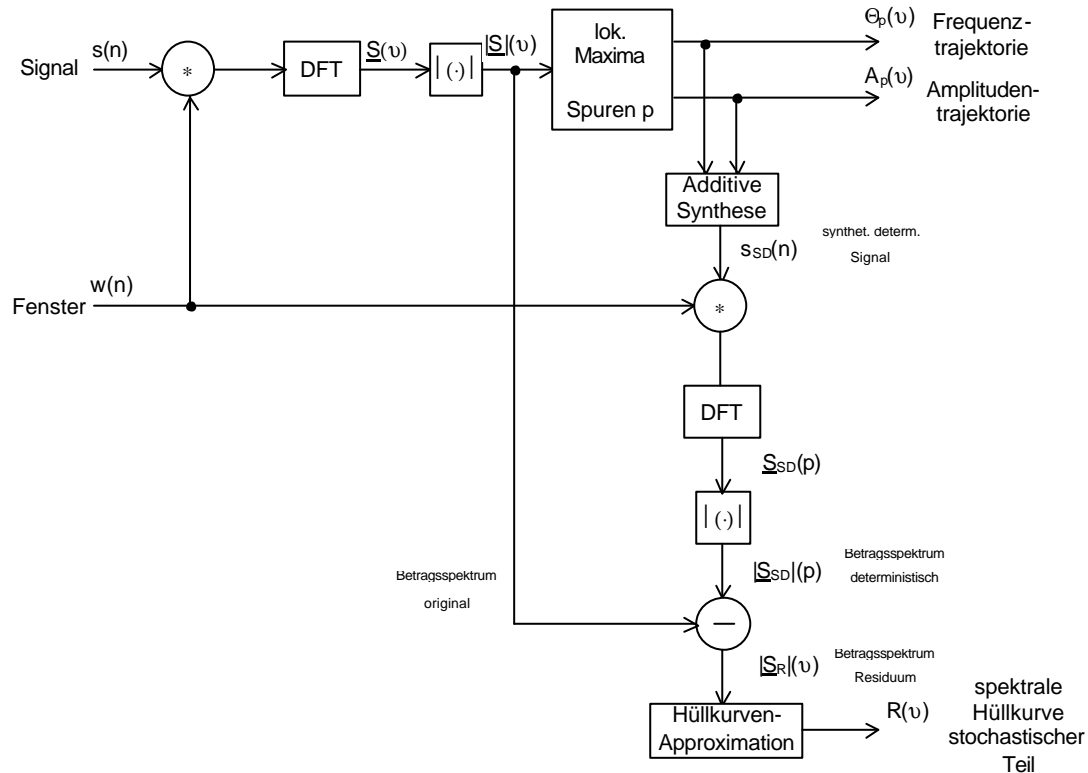 s(n)
Signal
*
DFT
S(υ)
|(·)|
|S|(υ)
lok.
Maxima
Spuren p
Θp(υ)
Frequenz-
trajektorie
Ap(υ)
Amplituden-
trajektorie
Additive
Synthese
sSD(n)
synthet. determ.
Signal
w(n)
Fenster
*
DFT
SSD(p)
|(·)|
|SSD|(p)
Betragsspektrum
deterministisch
Betragsspektrum
original
—
|SR|(υ)
Betragsspektrum
Residuum
Hüllkurven-
Approximation
R(υ)
spektrale
Hüllkurve
stochastischer
Teil